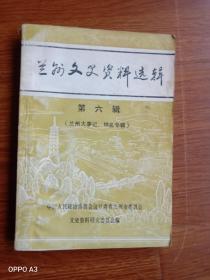 兰州文史资料选辑
第六辑
(兰州大事记、印象专辑)
中国人民政治协商会议甘肃省兰州市委员会
文史资料研究委员会编
OPPO A3